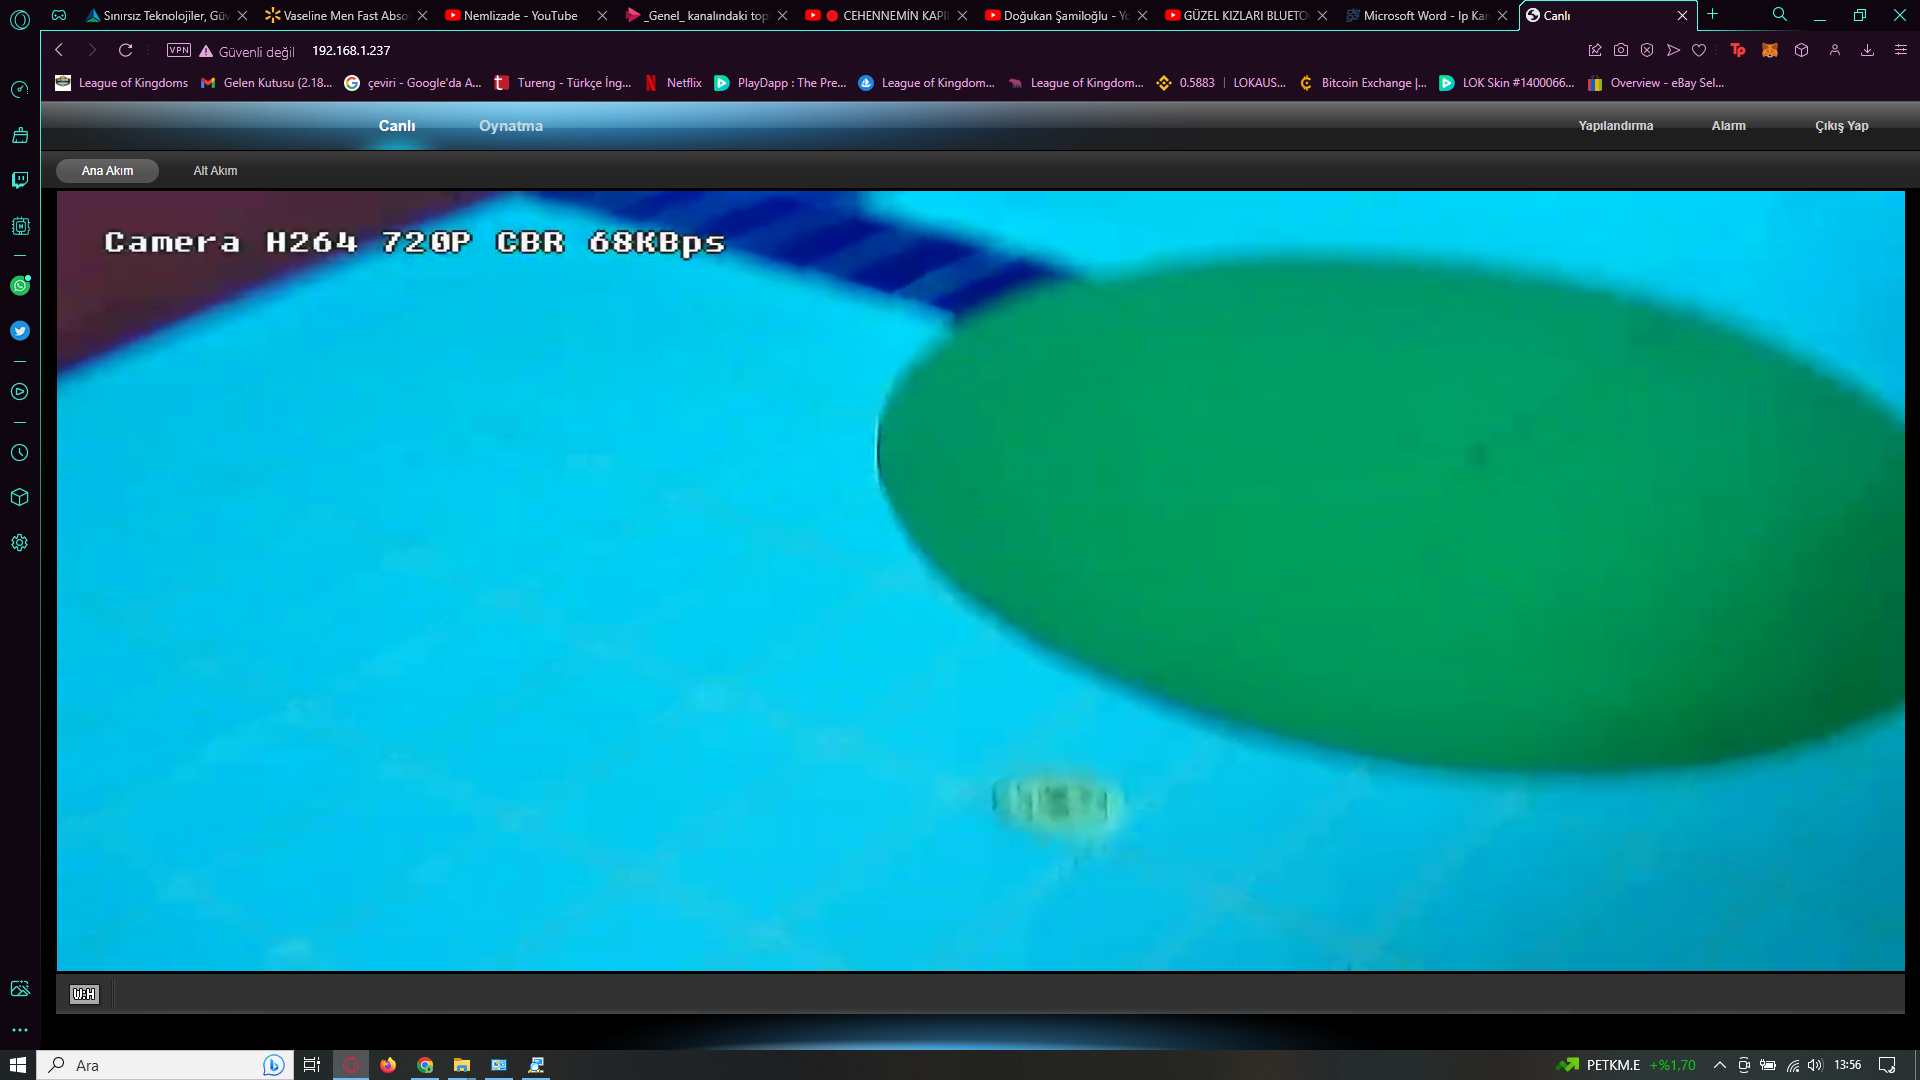 Sınırsız Teknolojiler, Güv
Vaseline Men Fast Abso
Nemlizade - YouTube
_Genel_ kanalındaki top
CEHENNEMİN KAPI
Doğukan Şamiloğlu - Yo
GÜZEL KIZLARI BLUETO
Microsoft Word - Ip Kam
Canlı
VPN
Güvenli değil
192.168.1.237
Tp
League of Kingdoms
Gelen Kutusu (2.18...
çeviri - Google'da A...
Tureng - Türkçe İng...
Netflix
PlayDapp : The Pre...
League of Kingdom...
League of Kingdom...
0.5883 | LOKAUS...
Bitcoin Exchange |...
LOK Skin #1400066...
Overview - eBay Sel...
Canlı
Oynatma
Yapılandırma
Alarm
Çıkış Yap
Ana Akım
Alt Akım
Camera H264 720P CBR 68KBps
W:H
Ara
PETKM.E +%1,70
13:56